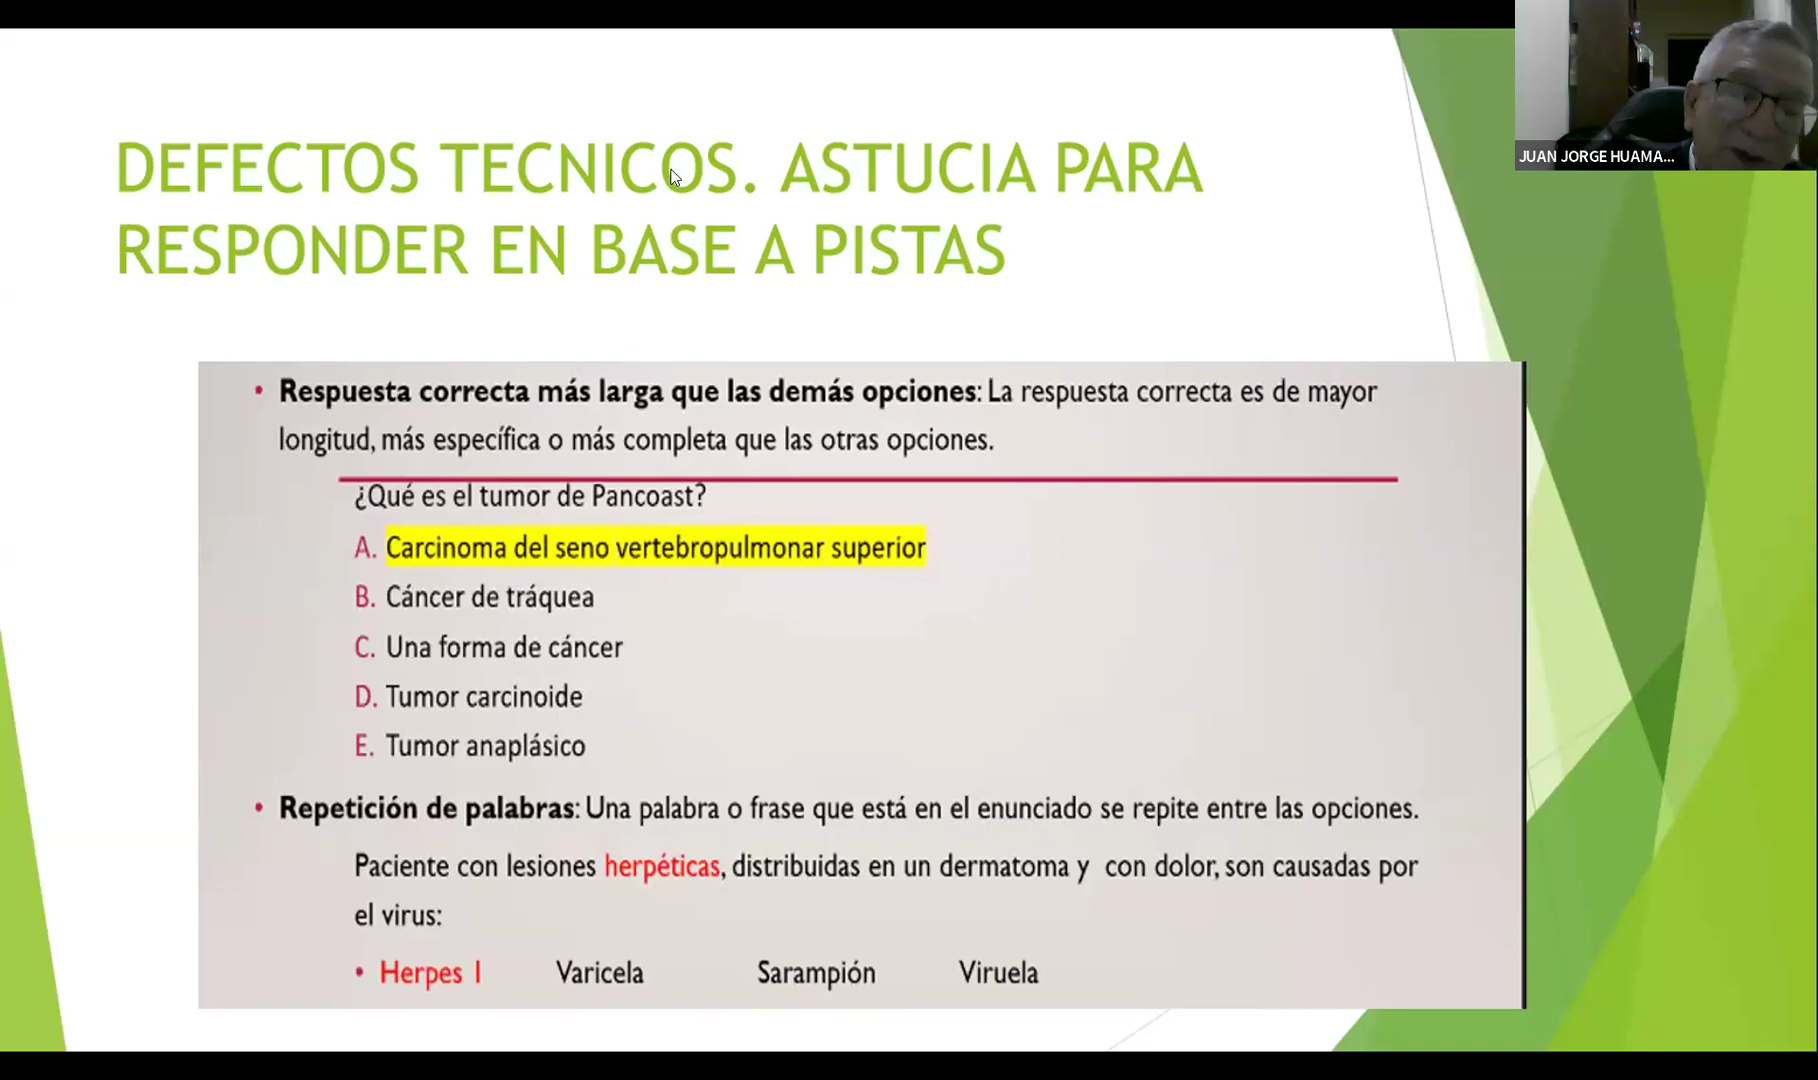 JUAN JORGE HUAMA...
DEFECTOS TECNICOS. ASTUCIA PARA
RESPONDER EN BASE A PISTAS
• Respuesta correcta más larga que las demás opciones: La respuesta correcta es de mayor
longitud, más específica o más completa que las otras opciones.
¿Qué es el tumor de Pancoast?
A. Carcinoma del seno vertebropulmonar superior
B. Cáncer de tráquea
C. Una forma de cáncer
D. Tumor carcinoide
E. Tumor anaplásico
• Repetición de palabras: Una palabra o frase que está en el enunciado se repite entre las opciones.
Paciente con lesiones herpéticas, distribuidas en un dermatoma y con dolor, son causadas por
el virus:
• Herpes I Varicela Sarampión Viruela